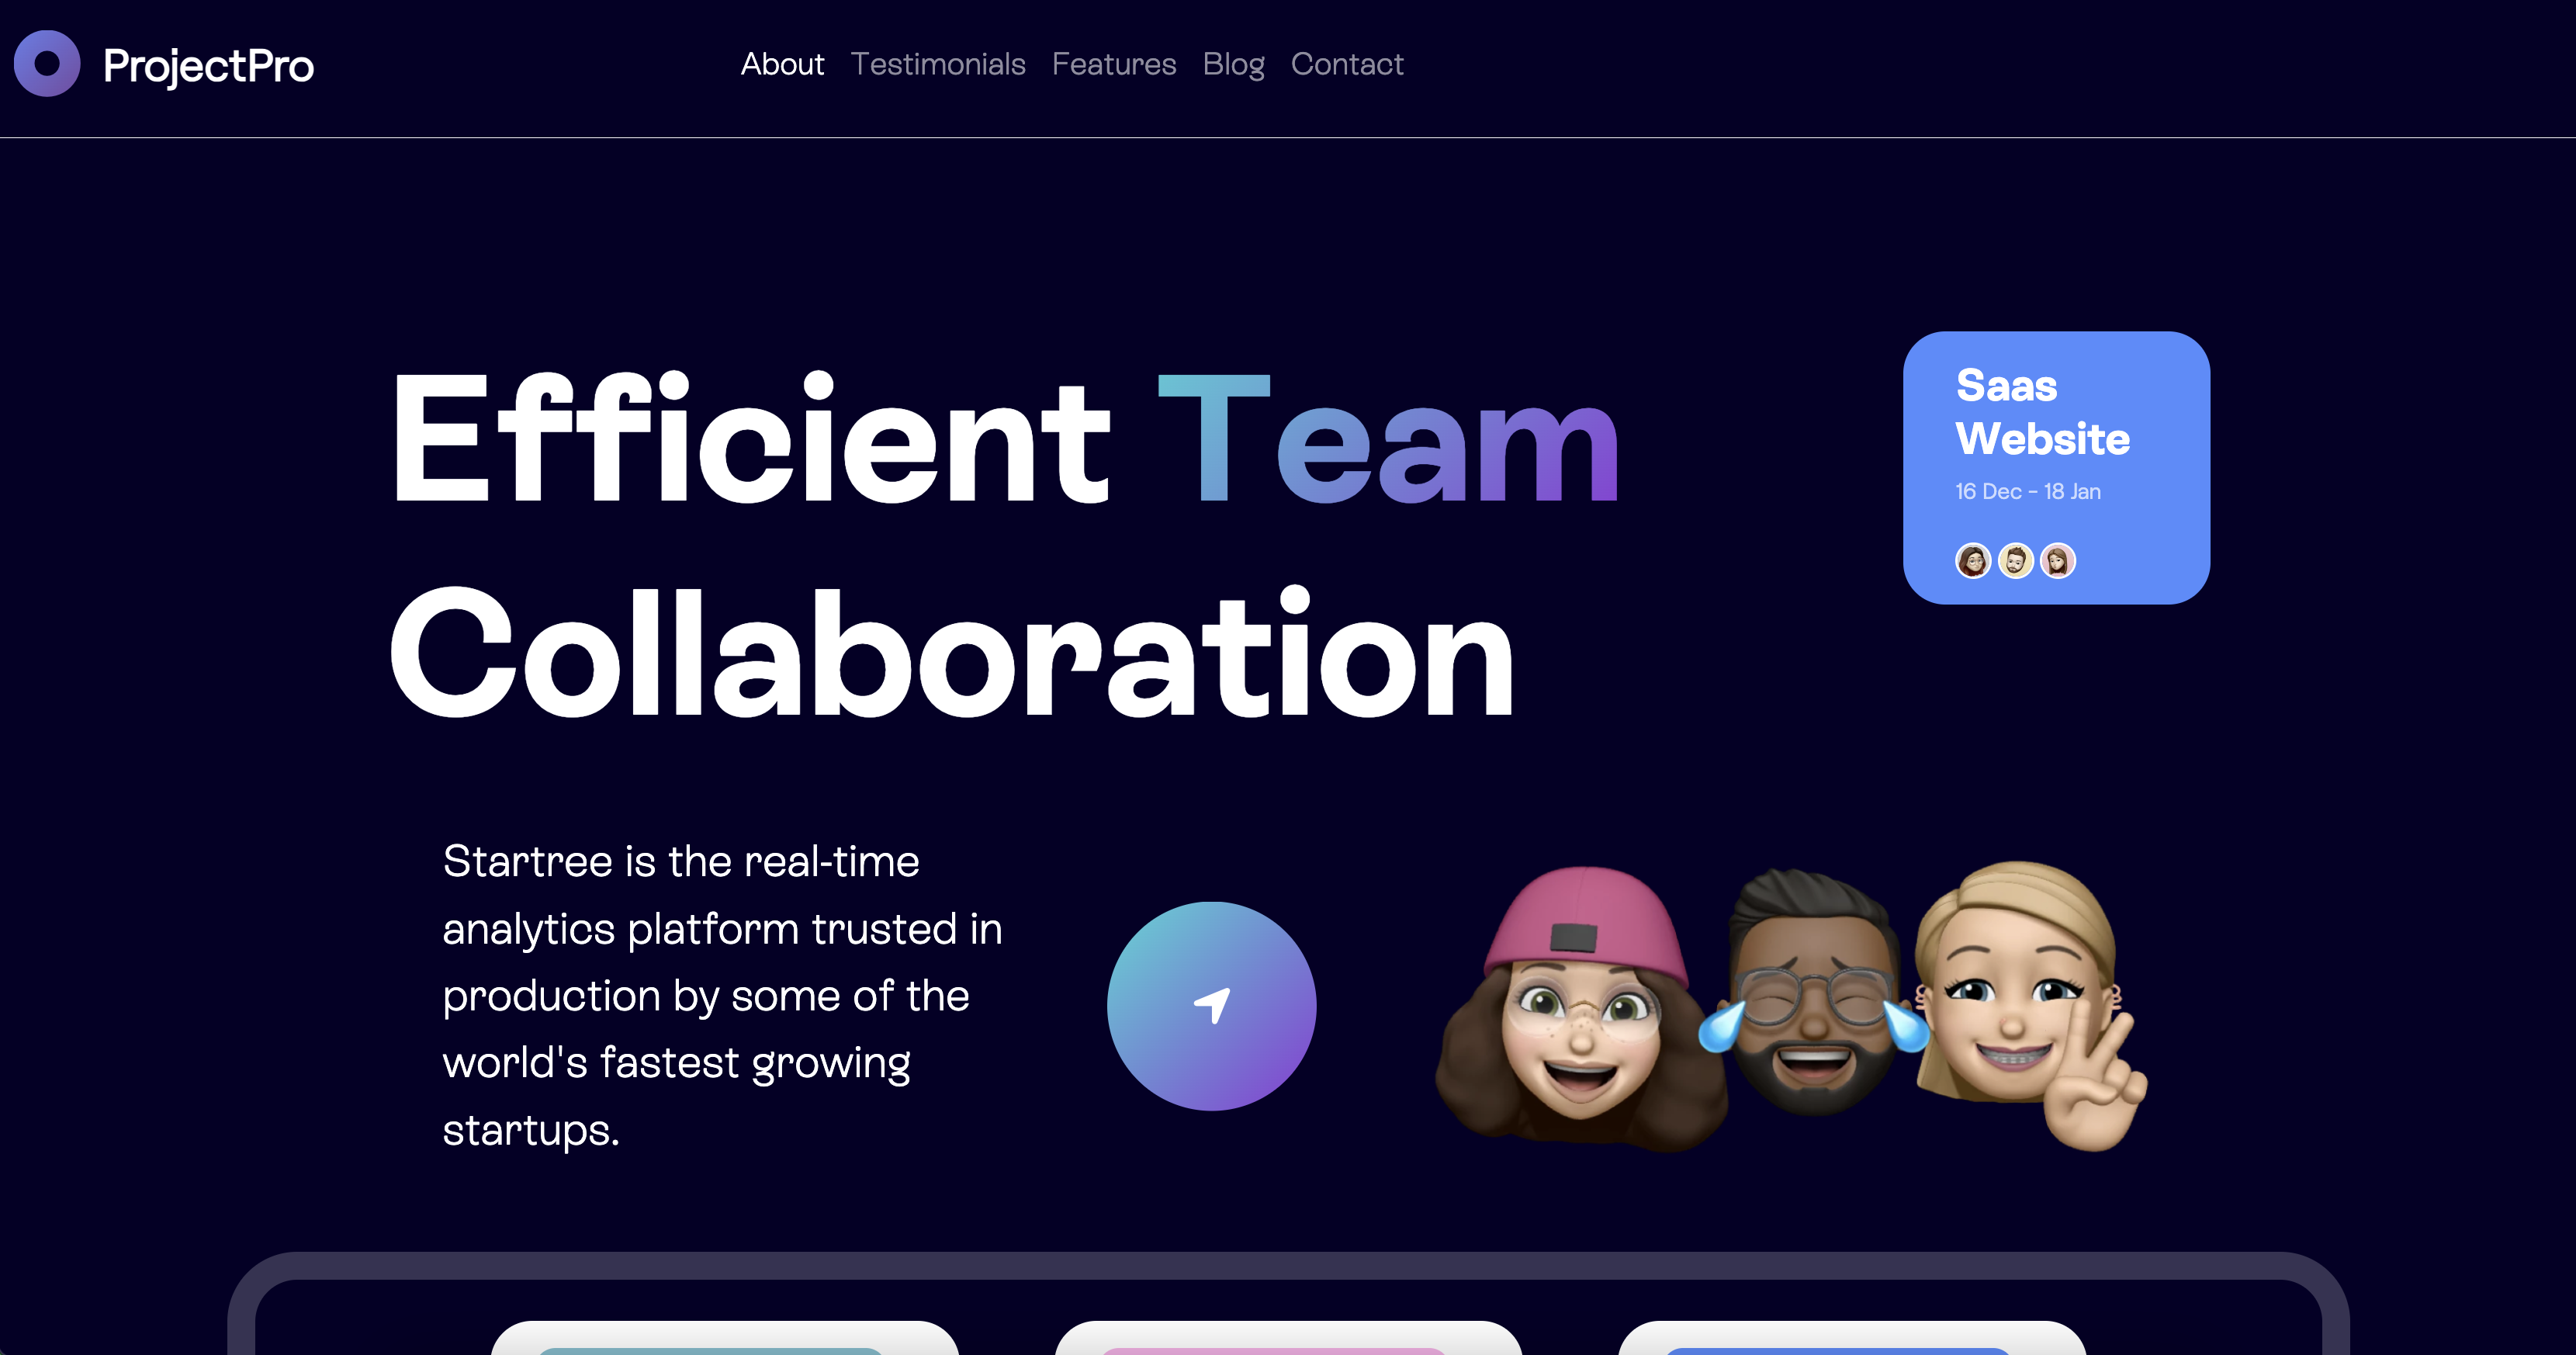 ProjectPro
About Testimonials Features Blog Contact
Efficient Team
Collaboration
Saas
Website
16 Dec - 18 Jan
Startree is the real-time
analytics platform trusted in
production by some of the
world's fastest growing
startups.